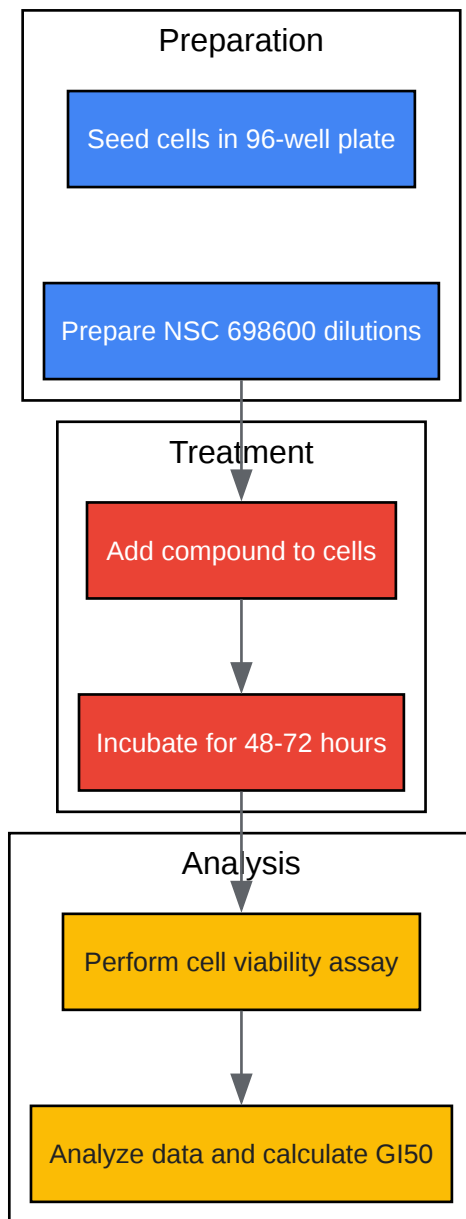 Preparation
Seed cells in 96-well plate
Prepare NSC 698600 dilutions
Treatment
Add compound to cells
Incubate for 48-72 hours
Analysis
Perform cell viability assay
Analyze data and calculate GI50